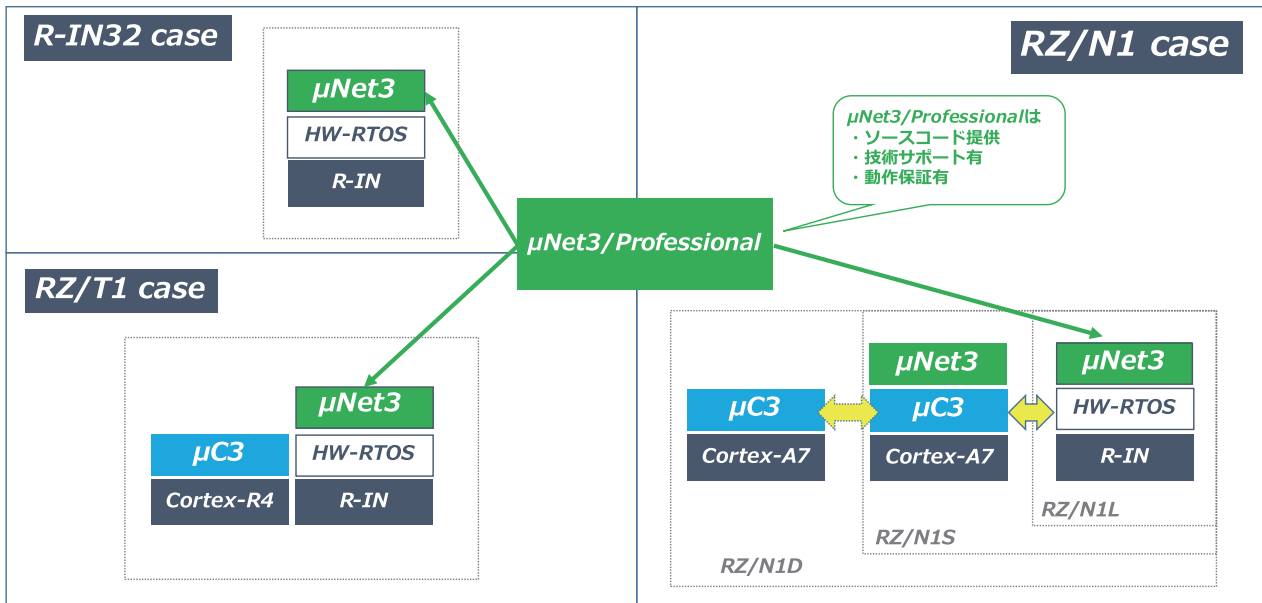 R-IN32 case
µNet3
HW-RTOS
R-IN
RZ/N1 case
µNet3/Professionalは
・ソースコード提供
・技術サポート有
・動作保証有
µNet3/Professional
RZ/T1 case
µNet3
µC3
HW-RTOS
Cortex-R4
R-IN
µNet3
µNet3
µC3
µC3
HW-RTOS
Cortex-A7
Cortex-A7
R-IN
RZ/N1L
RZ/N1S
RZ/N1D